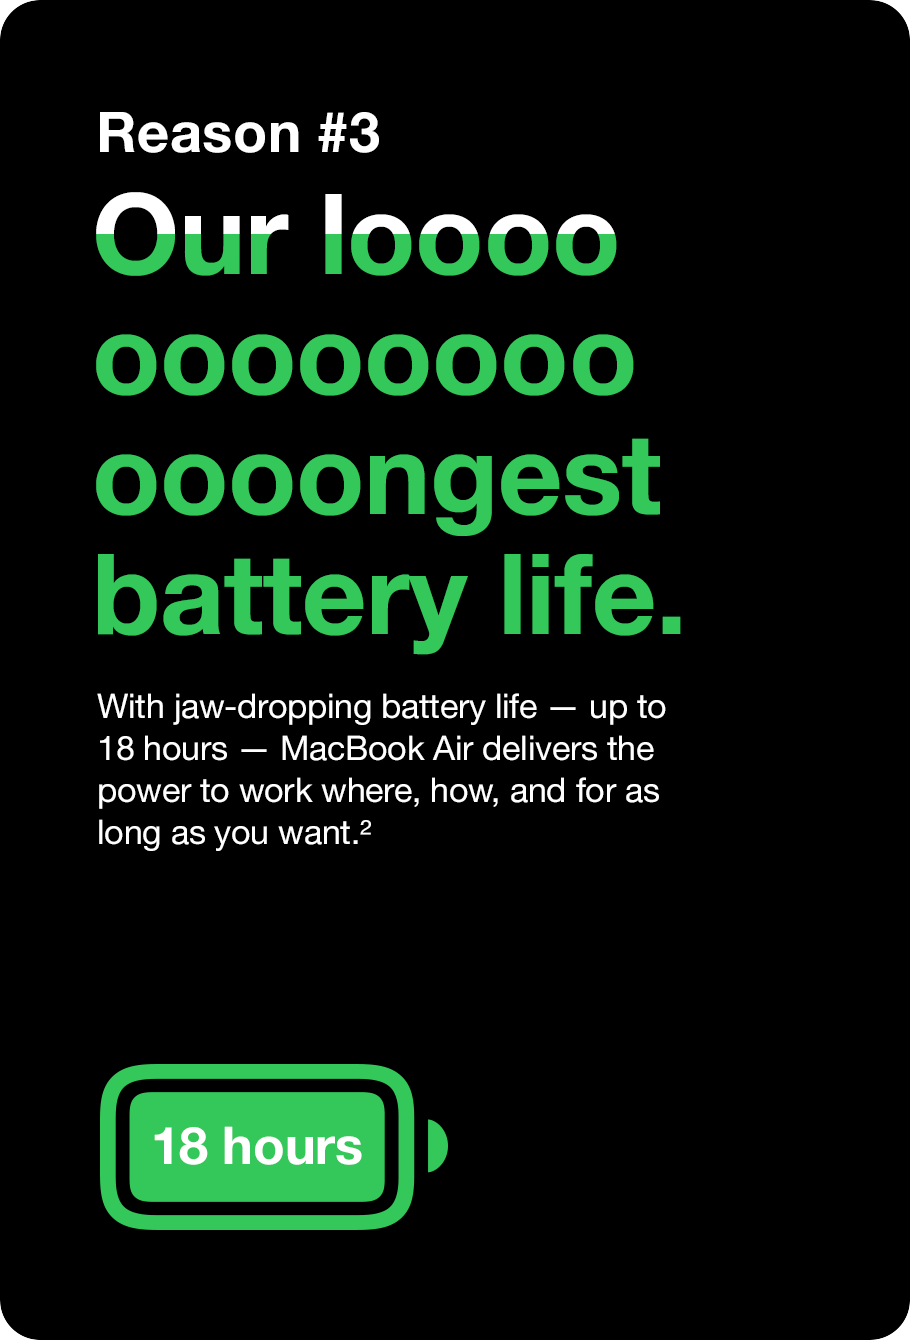 Reason #3
Our loooo
oooooooo
oooongest
battery life.
With jaw-dropping battery life — up to
18 hours — MacBook Air delivers the
power to work where, how, and for as
long as you want.²
18 hours